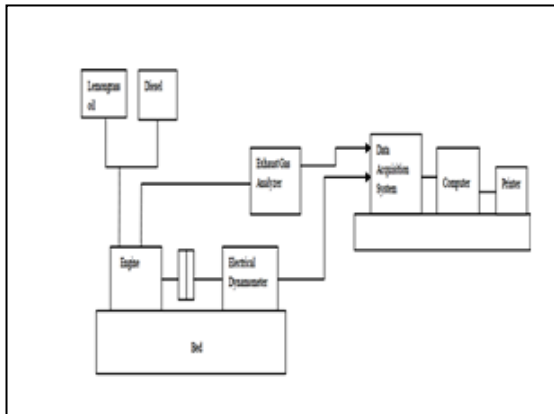 Lemongrass
oil
Diesel
Exhaust Gas
Analyzer
Data
Acquisition
System
Computer
Printer
Engine
Electrical
Dynamometer
Bed